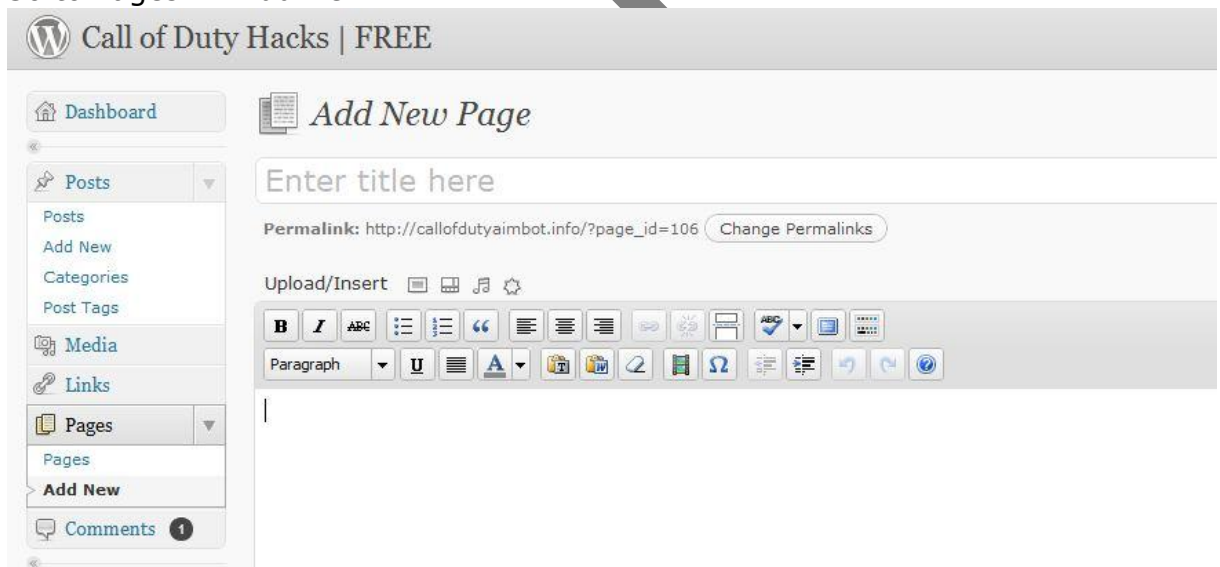 Call of Duty Hacks | FREE
Dashboard
Add New Page
Posts
Enter title here
Posts
Permalink: http://callofdutyaimbot.info/?page_id=106 Change Permalinks
Add New
Categories
Upload/Insert
Post Tags
B I ABC
Media
Paragraph U A
Links
Pages
Pages
Add New
Comments 1